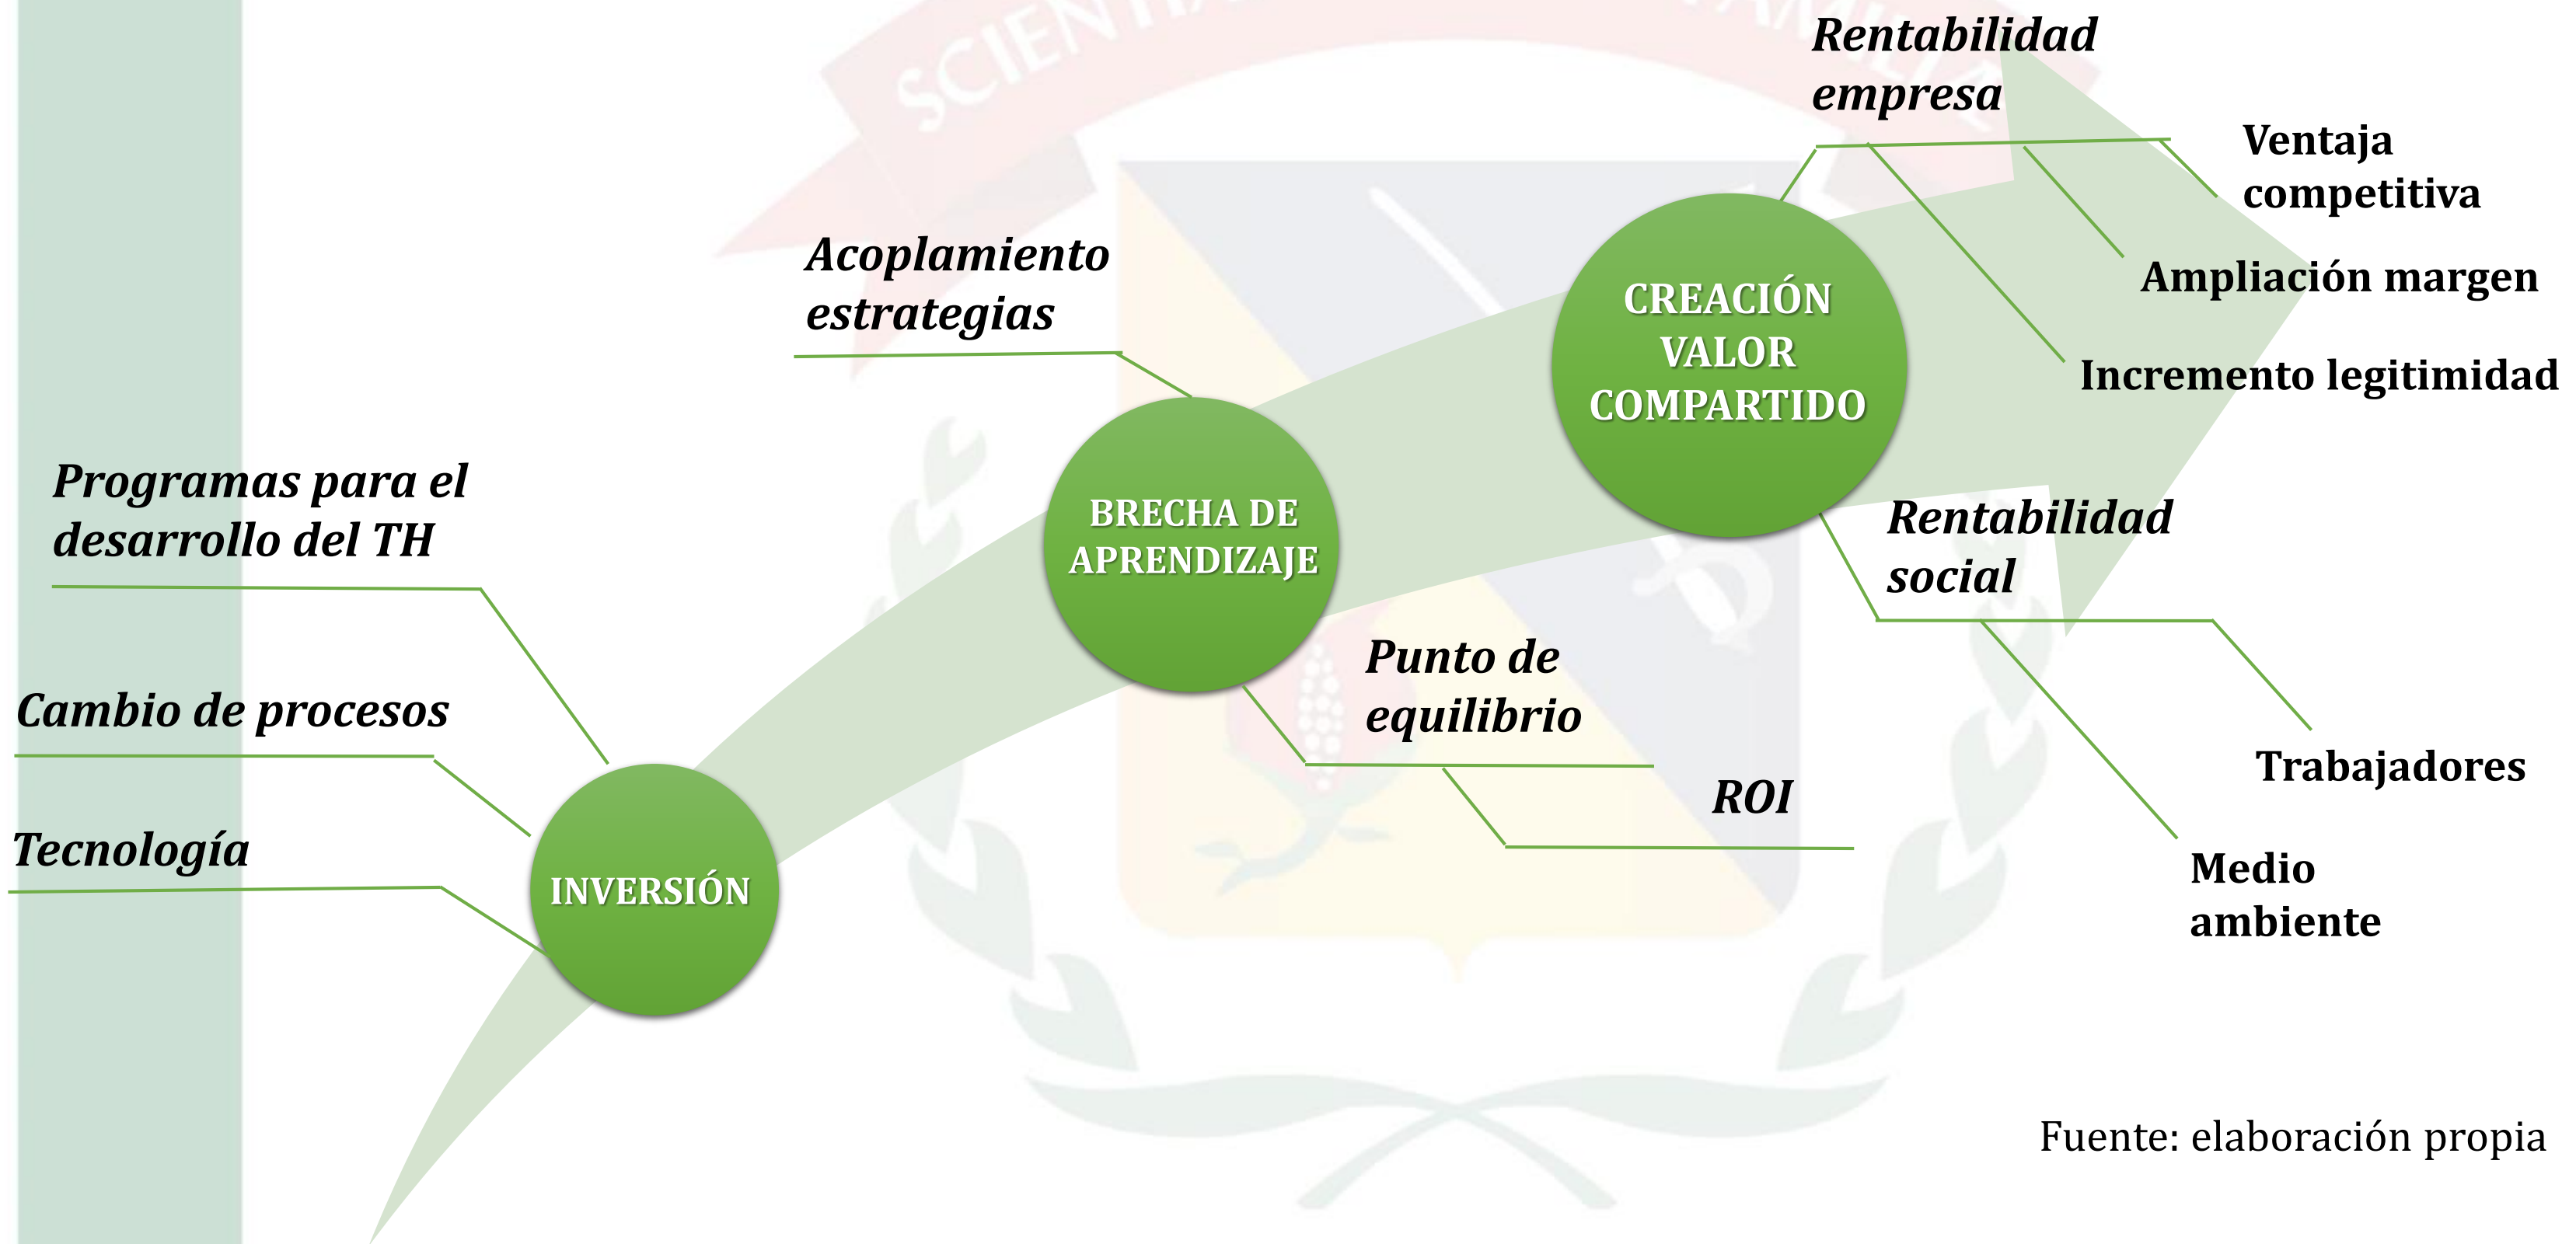 SCIENTIA
FAMILIA
Programas para el
desarrollo del TH
Cambio de procesos
Tecnología
INVERSIÓN
Acoplamiento
estrategias
BRECHA DE
APRENDIZAJE
Punto de
equilibrio
ROI
CREACIÓN
VALOR
COMPARTIDO
Rentabilidad
empresa
Ventaja
competitiva
Ampliación margen
Incremento legitimidad
Rentabilidad
social
Trabajadores
Medio
ambiente
Fuente: elaboración propia